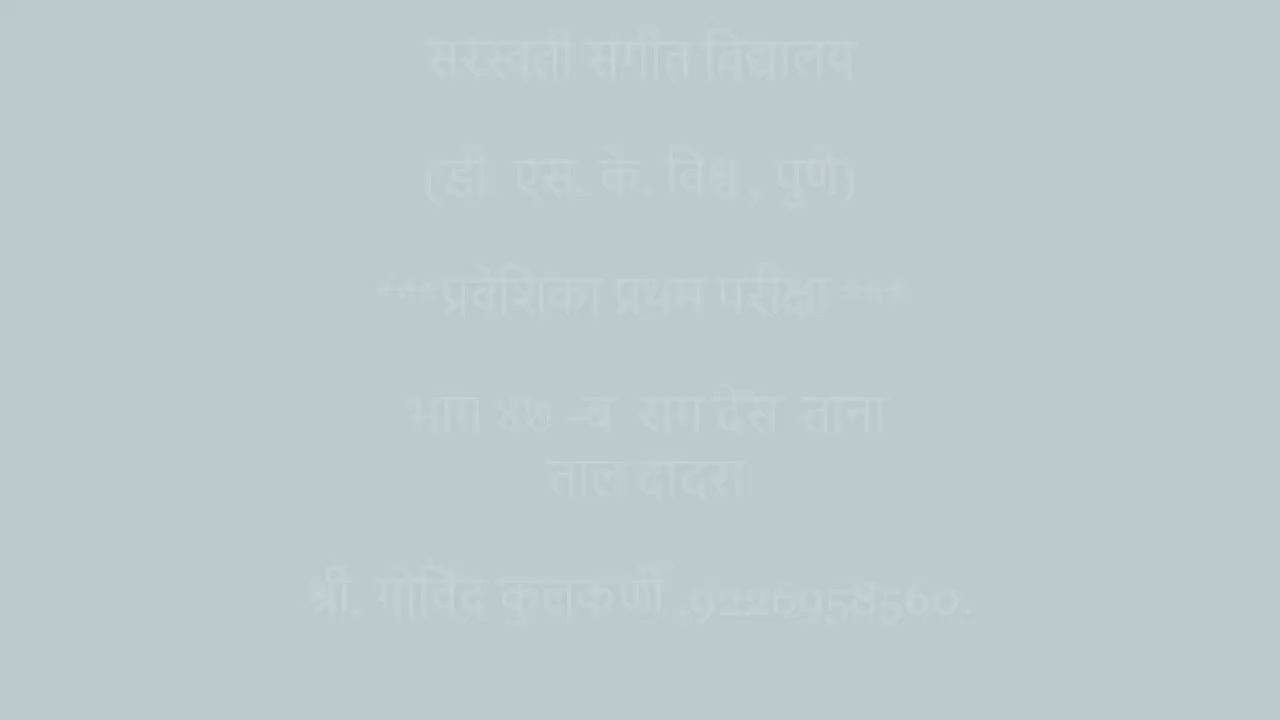 सरस्वती संगीत विद्यालय
(डी. एस. के. विश्व , पुणे)
***प्रवेशिका प्रथम परीक्षा ***
भाग ४७ -ब राग देस ताना
ताल दादरा
श्री. गोविंद कुलकर्णी ,9226958560.